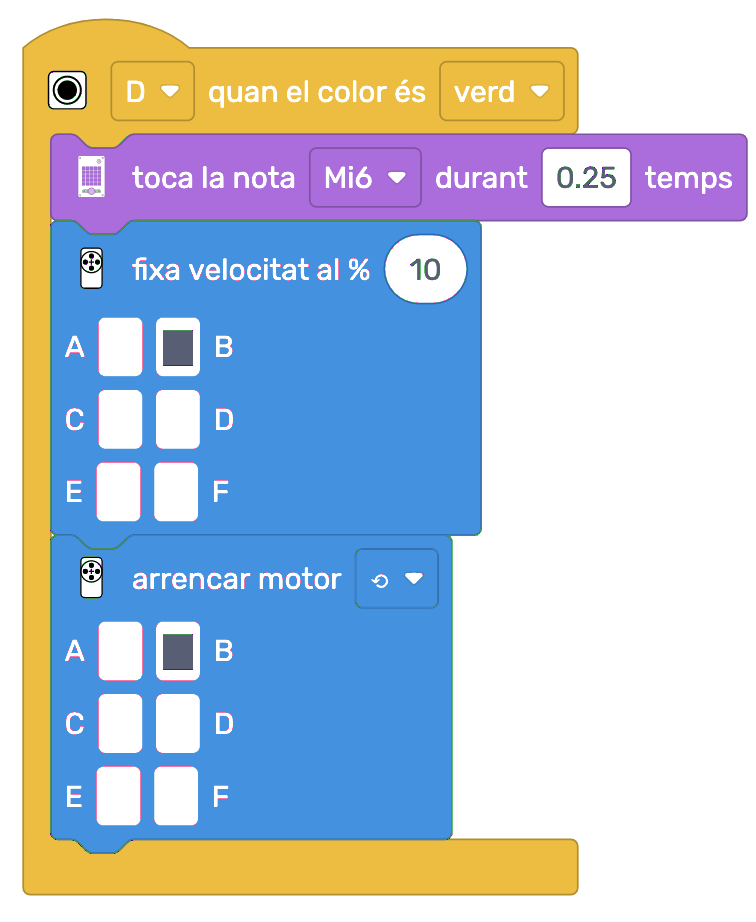 D quan el color és verd
toca la nota Mi6 durant 0.25 temps
fixa velocitat al % 10
A B
C D
E F
arrencar motor
A B
C D
E F